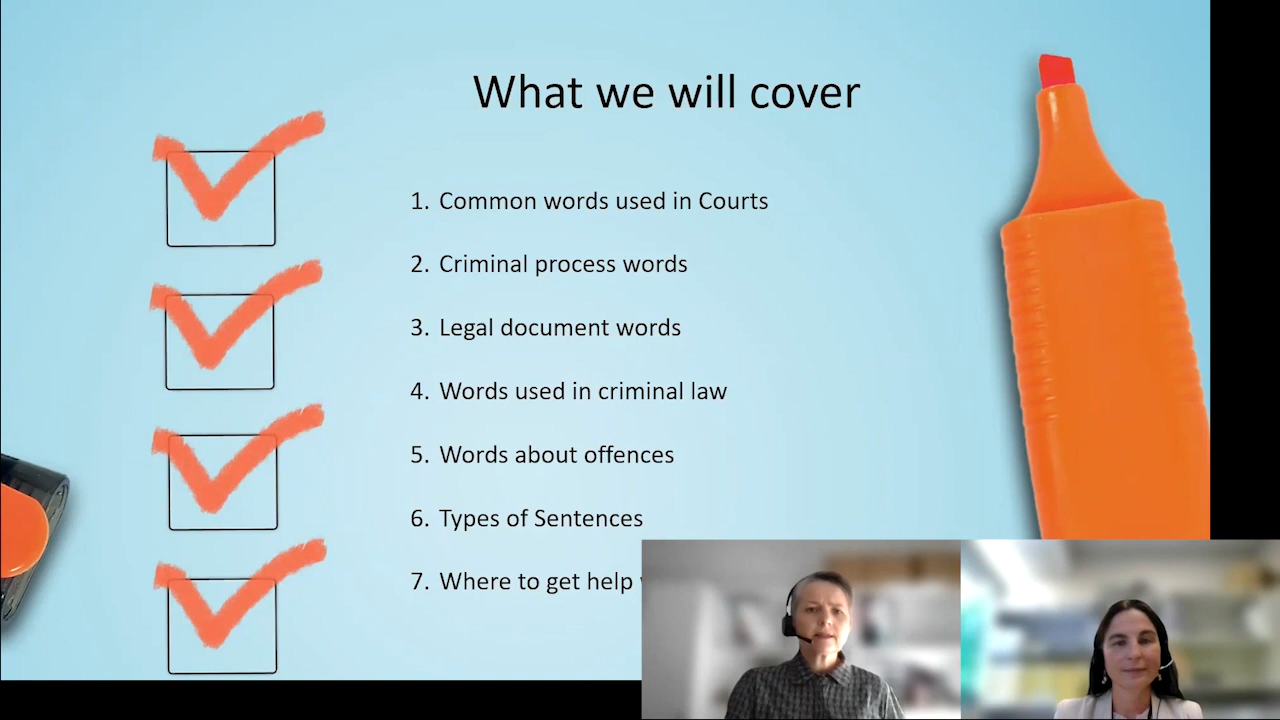 What we will cover
1. Common words used in Courts
2. Criminal process words
3. Legal document words
4. Words used in criminal law
5. Words about offences
6. Types of Sentences
7. Where to get help